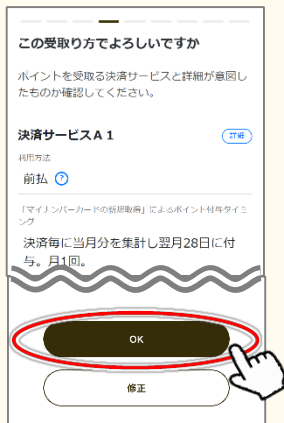 この受取り方でよろしいですか
ポイントを受取る決済サービスと詳細が意図し
たものか確認してください。
決済サービスA1
詳細
利用方法
前払 ?
「マイナンバーカードの新規取得」によるポイント付与タイミ
ング
決済毎に当月分を集計し翌月28日に付
与。月1回。
OK
修正